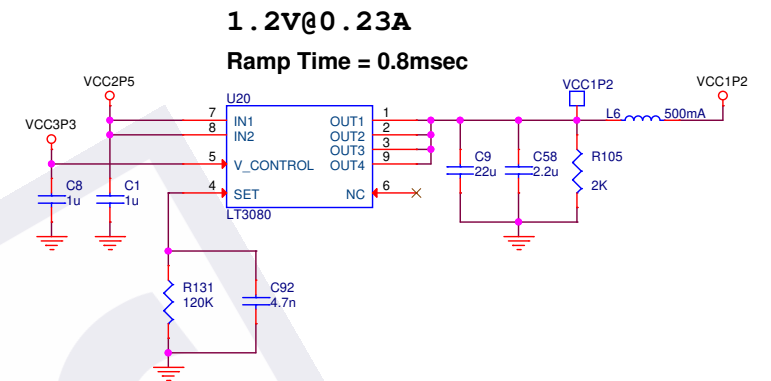 1.2V@0.23A
Ramp Time = 0.8msec
VCC2P5
VCC3P3
U20
7 IN1
8 IN2
5 V_CONTROL
4 SET
OUT1 1
OUT2 2
OUT3 3
OUT4 9
NC 6
LT3080
VCC1P2
L6 500mA
VCC1P2
C8
1u
C1
1u
C9
22u
C58
2.2u
R105
2K
R131
120K
C92
4.7n